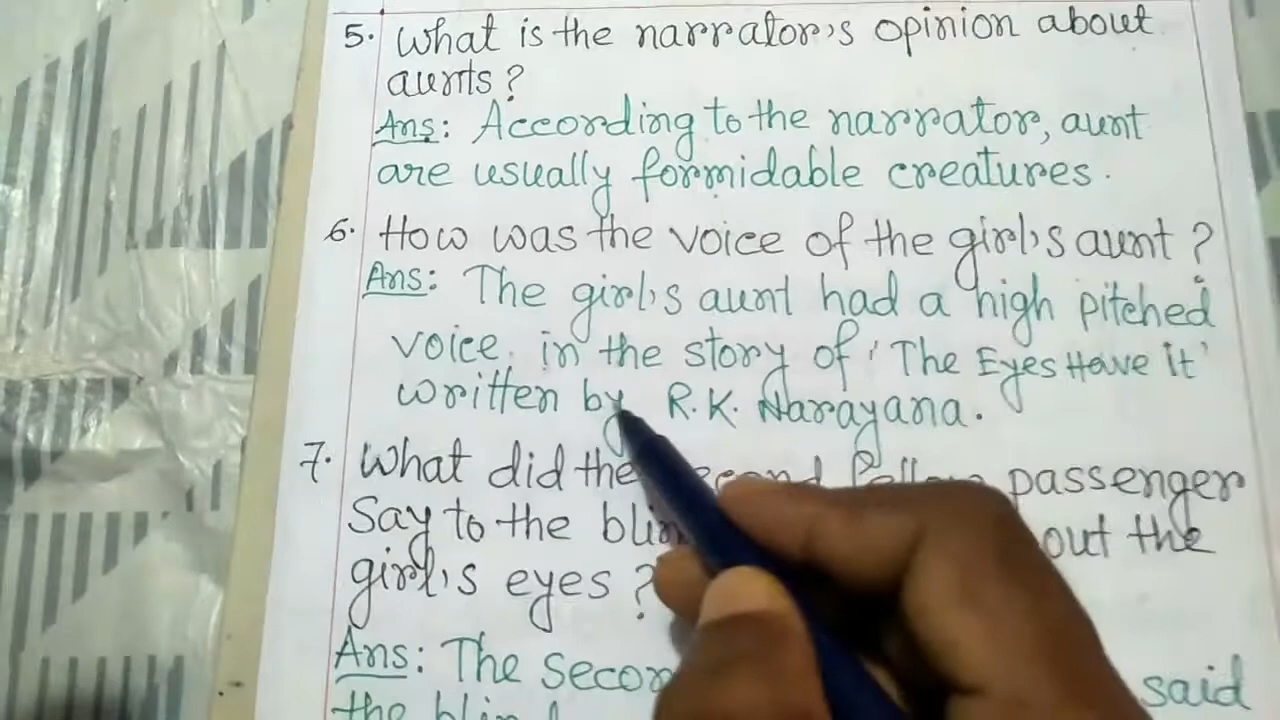 5. What is the narrator's opinion about
aunts?
Ans: According to the narrator, aunt
are usually formidable creatures.
6. How was the voice of the girl's aunt?
Ans: The girl's aunt had a high pitched
voice in the story of 'The Eyes Have it'
written by R.K. Narayana.
7. What did the passenger
Say to the out the
girl's eyes?
Ans: The said
the